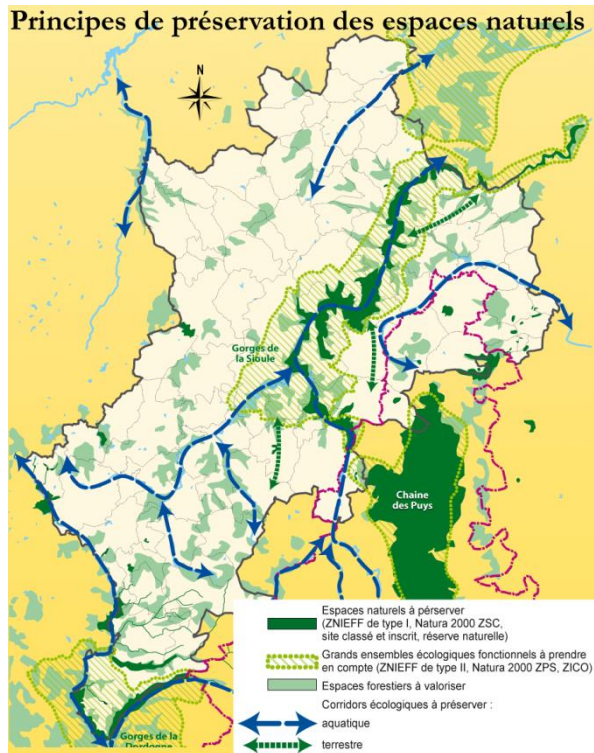 Principes de préservation des espaces naturels
N
Gorges de
la Sioule
Chaine
des Puys
Gorges de la
Dordogne
Espaces naturels à pérserver
(ZNIEFF de type I, Natura 2000 ZSC,
site classé et inscrit, réserve naturelle)
Grands ensembles écologiques fonctionnels à prendre
en compte (ZNIEFF de type II, Natura 2000 ZPS, ZICO)
Espaces forestiers à valoriser
Corridors écologiques à préserver :
aquatique
terrestre